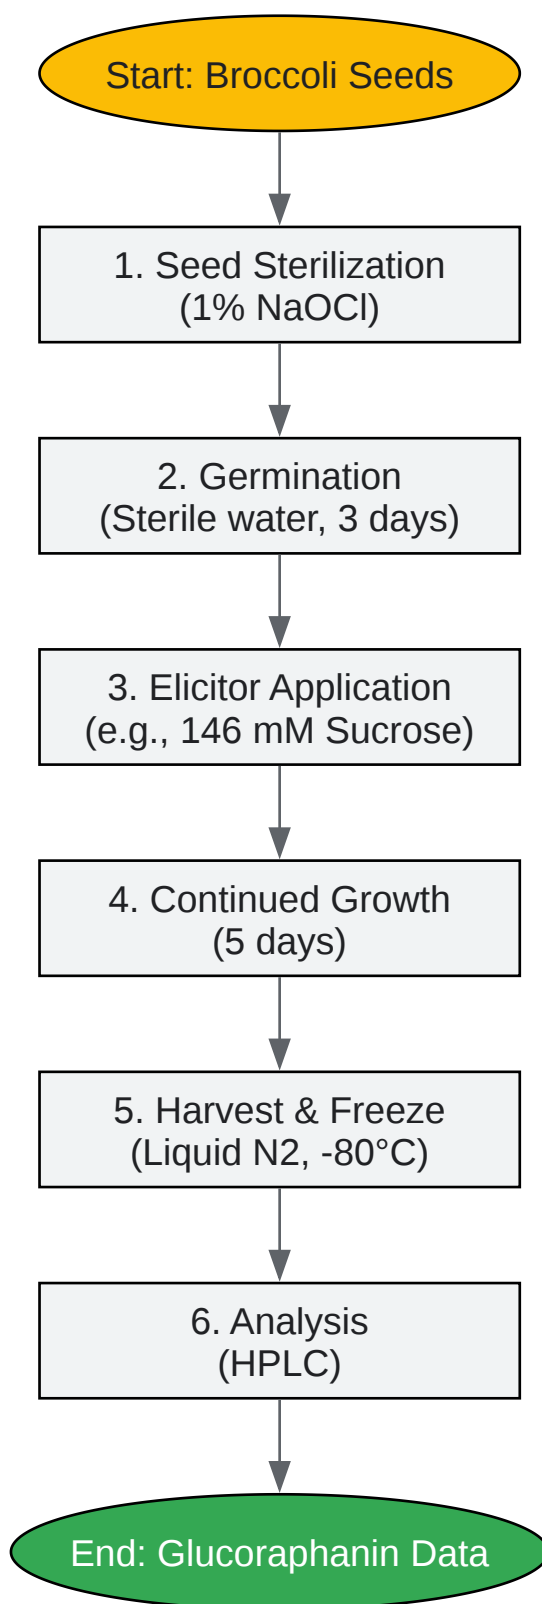 Start: Broccoli Seeds
1. Seed Sterilization
(1% NaOCl)
2. Germination
(Sterile water, 3 days)
3. Elicitor Application
(e.g., 146 mM Sucrose)
4. Continued Growth
(5 days)
5. Harvest & Freeze
(Liquid N2, -80°C)
6. Analysis
(HPLC)
End: Glucoraphanin Data